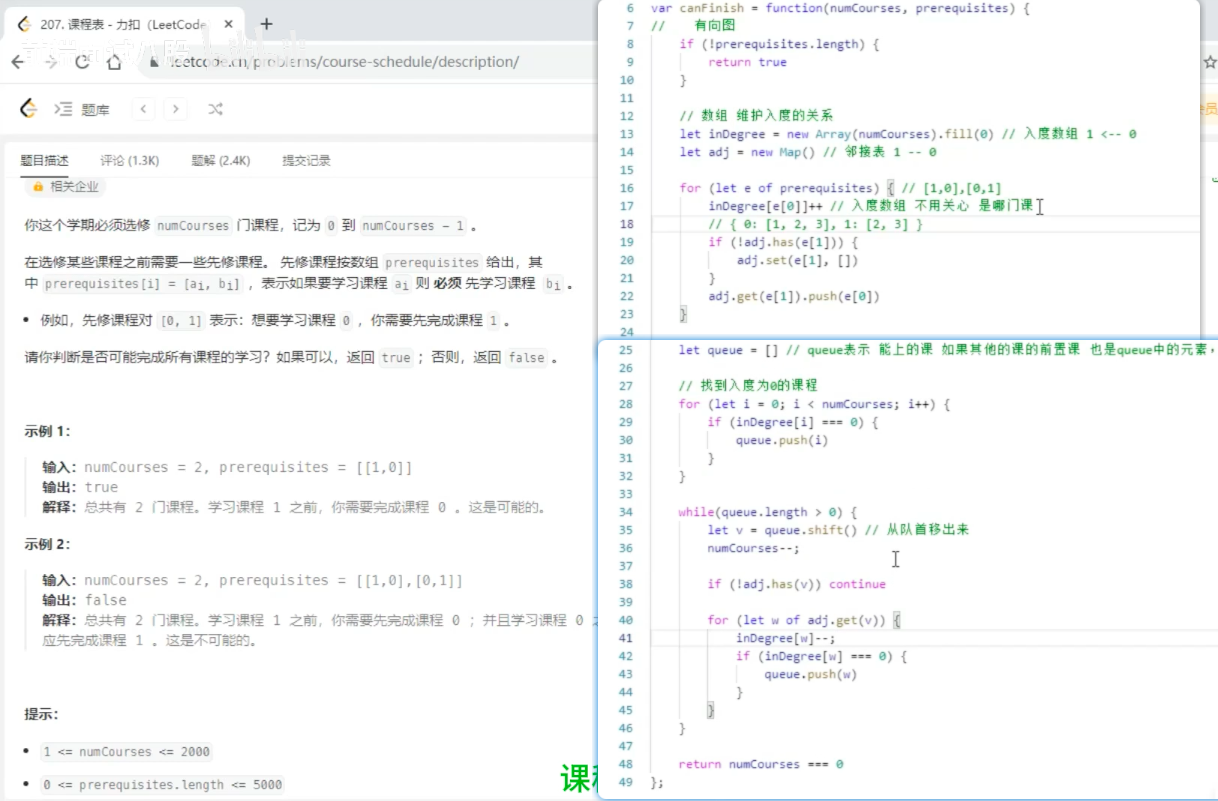 207. 课程表 - 力扣 (LeetCode
leetcode.cn/problems/course-schedule/description/
题库
题目描述 评论 (1.3K) 题解 (2.4K) 提交记录
相关企业
你这个学期必须选修 numCourses 门课程，记为 0 到 numCourses - 1 。
在选修某些课程之前需要一些先修课程。 先修课程按数组 prerequisites 给出，其
中 prerequisites[i] = [ai, bi] ，表示如果要学习课程 ai 则 必须 先学习课程 bi 。
例如，先修课程对 [0, 1] 表示：想要学习课程 0 ，你需要先完成课程 1 。
请你判断是否可能完成所有课程的学习？如果可以，返回 true ；否则，返回 false 。
示例 1：
输入：numCourses = 2, prerequisites = [[1,0]]
输出：true
解释：总共有 2 门课程。学习课程 1 之前，你需要完成课程 0 。这是可能的。
示例 2：
输入：numCourses = 2, prerequisites = [[1,0],[0,1]]
输出：false
解释：总共有 2 门课程。学习课程 1 之前，你需要先完成课程 0 ；并且学习课程 0
应先完成课程 1 。这是不可能的。
提示：
1 <= numCourses <= 2000
0 <= prerequisites.length <= 5000
6 var canFinish = function(numCourses, prerequisites) {
7 // 有向图
8 if (!prerequisites.length) {
9 return true
10 }
11
12 // 数组 维护入度的关系
13 let inDegree = new Array(numCourses).fill(0) // 入度数组 1 <-- 0
14 let adj = new Map() // 邻接表 1 -- 0
15
16 for (let e of prerequisites) { // [1,0],[0,1]
17 inDegree[e[0]]++ // 入度数组 不用关心 是哪门课
18 // { 0: [1, 2, 3], 1: [2, 3] }
19 if (!adj.has(e[1])) {
20 adj.set(e[1], [])
21 }
22 adj.get(e[1]).push(e[0])
23 }
24
25 let queue = [] // queue表示 能上的课 如果其他的课的前置课 也是queue中的元素，
26
27 // 找到入度为0的课程
28 for (let i = 0; i < numCourses; i++) {
29 if (inDegree[i] === 0) {
30 queue.push(i)
31 }
32 }
33
34 while(queue.length > 0) {
35 let v = queue.shift() // 从队首移出来
36 numCourses--;
37
38 if (!adj.has(v)) continue
39
40 for (let w of adj.get(v)) {
41 inDegree[w]--;
42 if (inDegree[w] === 0) {
43 queue.push(w)
44 }
45 }
46 }
47
48 return numCourses === 0
49 };
课